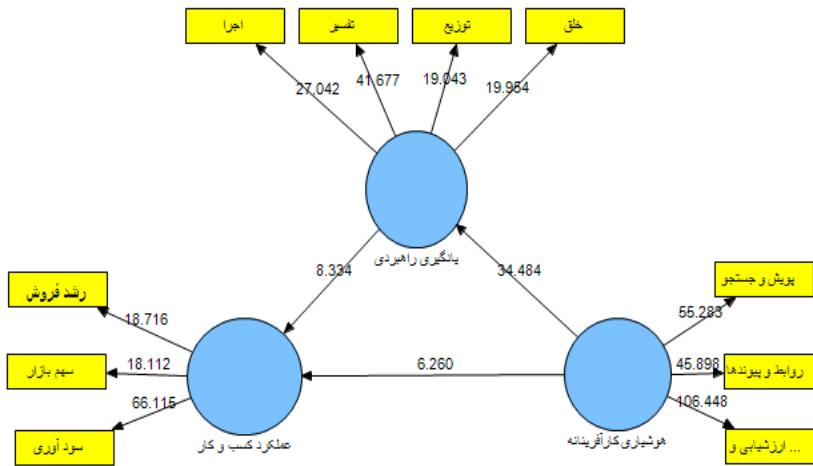 اجرا
تفسیر
توزیع
خلق
27.042
41.677
19.043
19.954
یانگیری راهبردی
8.334
34.484
رشد فروش
18.716
سهم بازار
18.112
سود آوری
66.115
عملکرد کسب و کار
6.260
پویش و جستجو
55.283
روابط و پیوندها
45.898
106.448
ارزشیابی و ...
هوشیاری کارآفرینانه